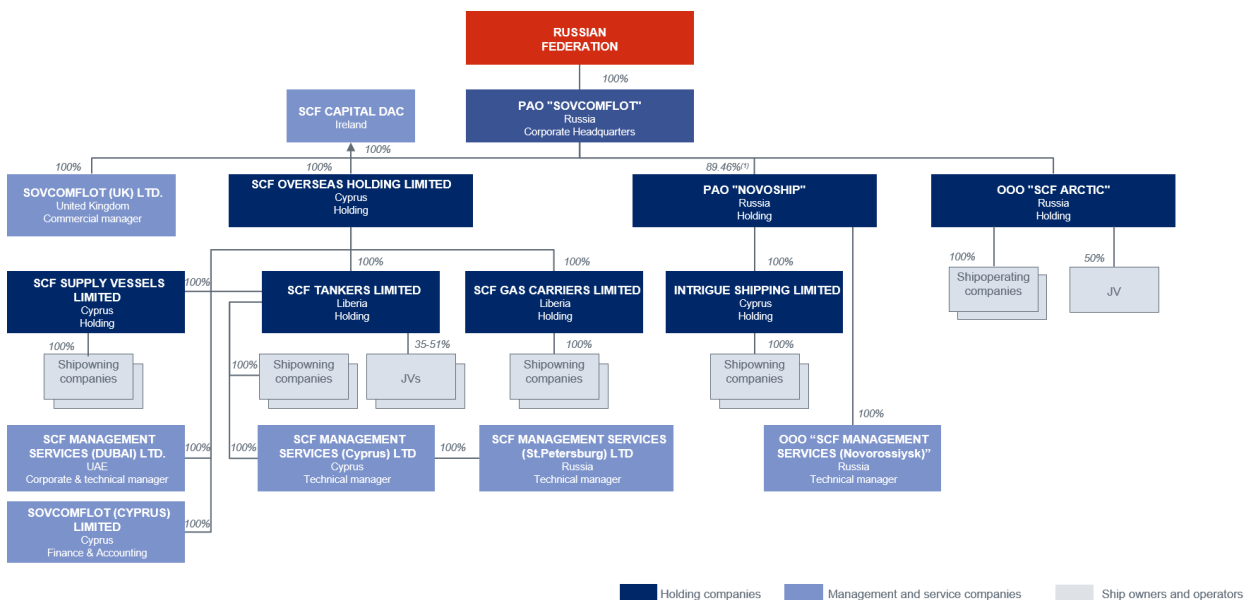 RUSSIAN
FEDERATION
100%
SCF CAPITAL DAC
Ireland
PAO "SOVCOMFLOT"
Russia
Corporate Headquarters
100%
100%
100%
89.46%⁽¹⁾
SOVCOMFLOT (UK) LTD.
United Kingdom
Commercial manager
SCF OVERSEAS HOLDING LIMITED
Cyprus
Holding
PAO "NOVOSHIP"
Russia
Holding
OOO "SCF ARCTIC"
Russia
Holding
100%
100%
100%
100%
50%
SCF SUPPLY VESSELS
LIMITED
Cyprus
Holding
100%
SCF TANKERS LIMITED
Liberia
Holding
SCF GAS CARRIERS LIMITED
Liberia
Holding
INTRIGUE SHIPPING LIMITED
Cyprus
Holding
Shipoperating
companies
JV
100%
35-51%
100%
100%
Shipowning
companies
100%
Shipowning
companies
JVs
Shipowning
companies
Shipowning
companies
100%
SCF MANAGEMENT
SERVICES (DUBAI) LTD.
UAE
Corporate & technical manager
100%
100%
SCF MANAGEMENT
SERVICES (Cyprus) LTD
Cyprus
Technical manager
100%
SCF MANAGEMENT SERVICES
(St.Petersburg) LTD
Russia
Technical manager
OOO “SCF MANAGEMENT
SERVICES (Novorossiysk)”
Russia
Technical manager
SOVCOMFLOT (CYPRUS)
LIMITED
Cyprus
Finance & Accounting
100%
Holding companies
Management and service companies
Ship owners and operators